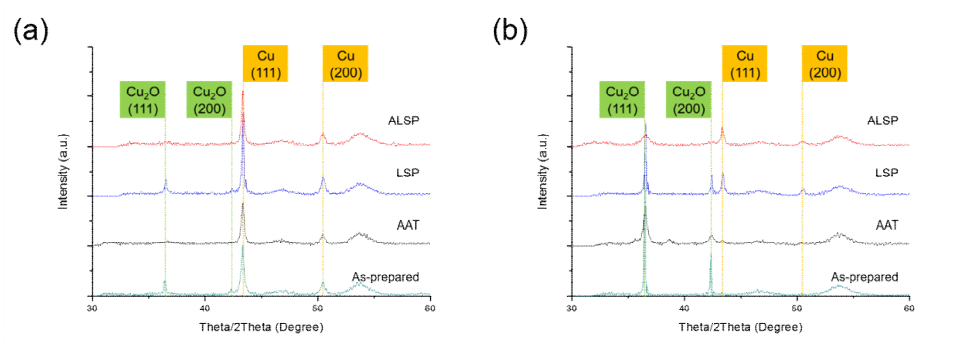 (a)
Cu
(111)
Cu
(200)
Cu₂O
(111)
Cu₂O
(200)
ALSP
LSP
AAT
As-prepared
Intensity (a.u.)
30
40
50
60
Theta/2Theta (Degree)
(b)
Cu
(111)
Cu
(200)
Cu₂O
(111)
Cu₂O
(200)
ALSP
LSP
AAT
As-prepared
Intensity (a.u.)
30
40
50
60
Theta/2Theta (Degree)